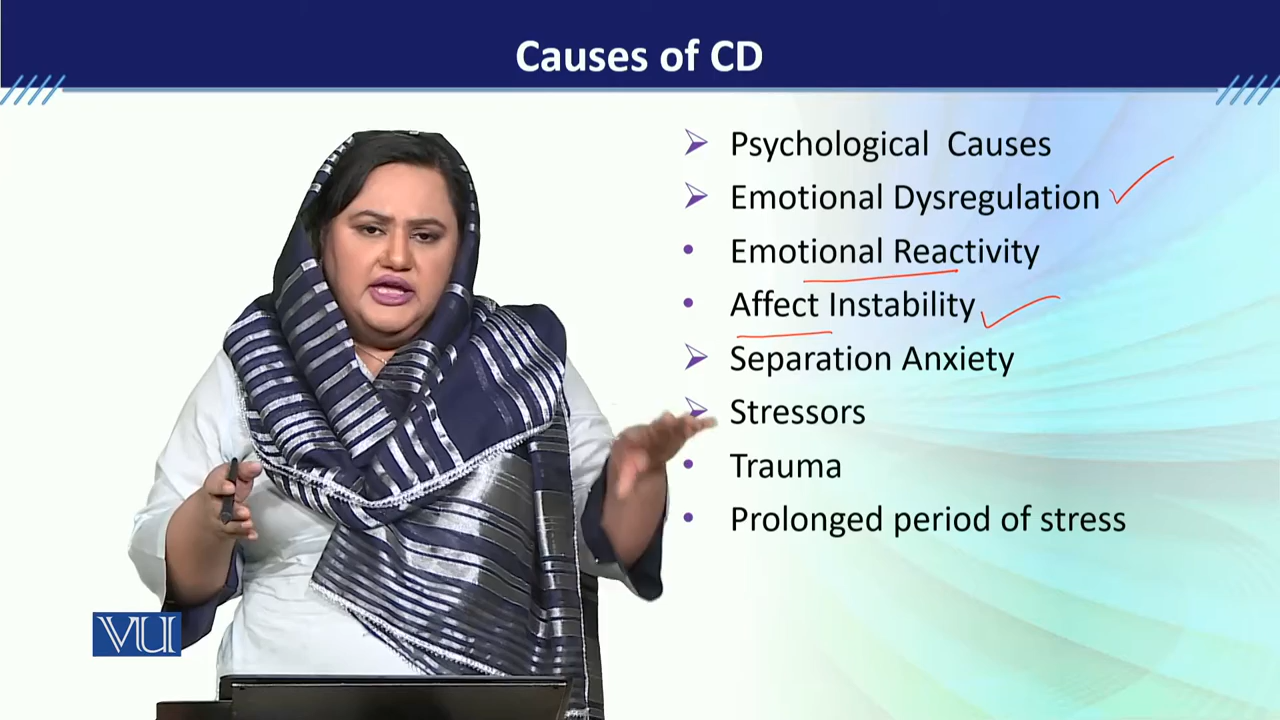 Causes of CD
Psychological Causes
Emotional Dysregulation
Emotional Reactivity
Affect Instability
Separation Anxiety
Stressors
Trauma
Prolonged period of stress
VU